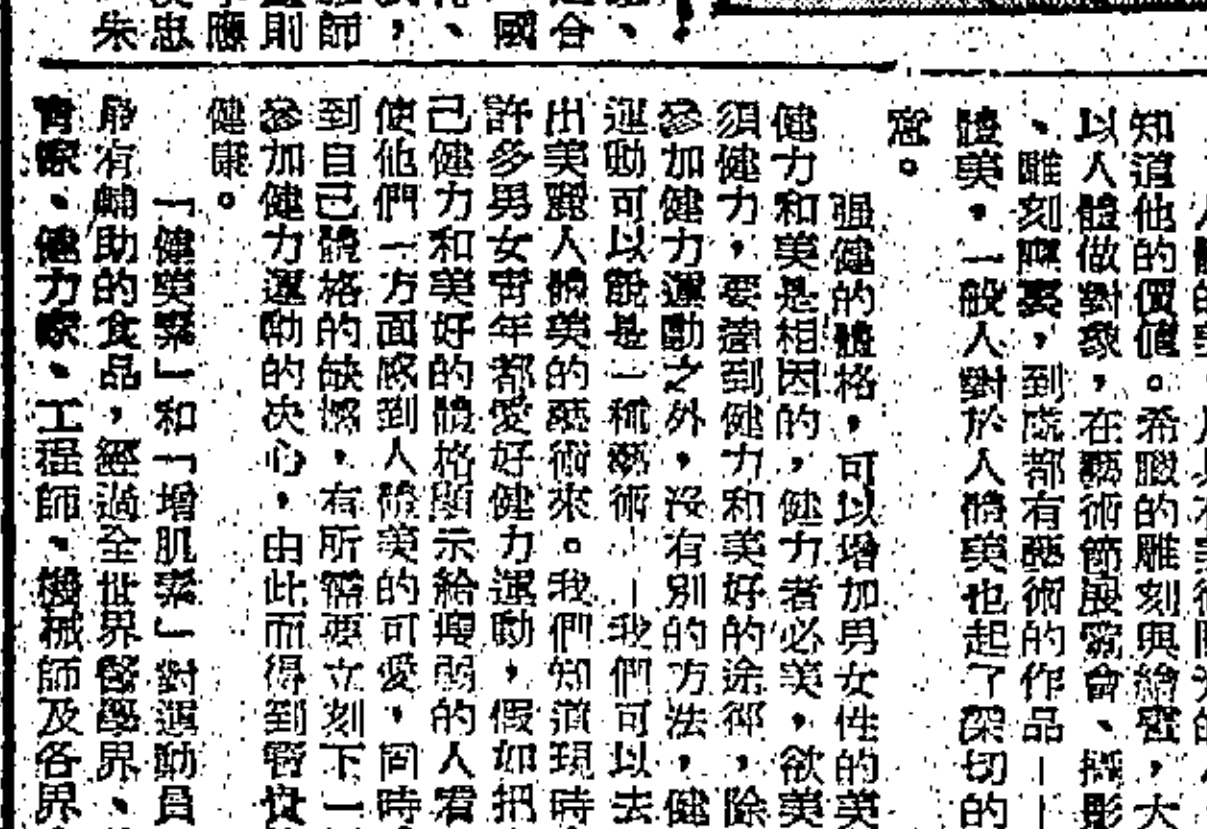 知道他的價值。希臘的雕刻與繪畫，大
以人體做對象，在藝術節展覽會、攝影
、雕刻陳要，到處都有藝術的作品——
體美，一般人對於人體美也起了深切的
意。
强健的體格，可以增加男女性的美
健力和美是相因的，健力者必美，欲美
須健力，要達到健力和美好的途徑，除
參加健力運動之外，沒有別的方法，健
運動可以說是一種藝術——我們可以去
出美麗人體美的藝術來。我們知道現時
許多男女青年都愛好健力運動，假如把
己健力和美好的體格顯示給瘦弱的人看
使他們一方面感到人體美的可愛，同時
到自己體格的缺憾，有所需要立刻下一
參加健力運動的決心，由此而得到
健康。
「健美素」和「增肌素」對運動員
有輔助的食品，經過全世界醫學界、
育家、健力家、工程師、機械師及各界